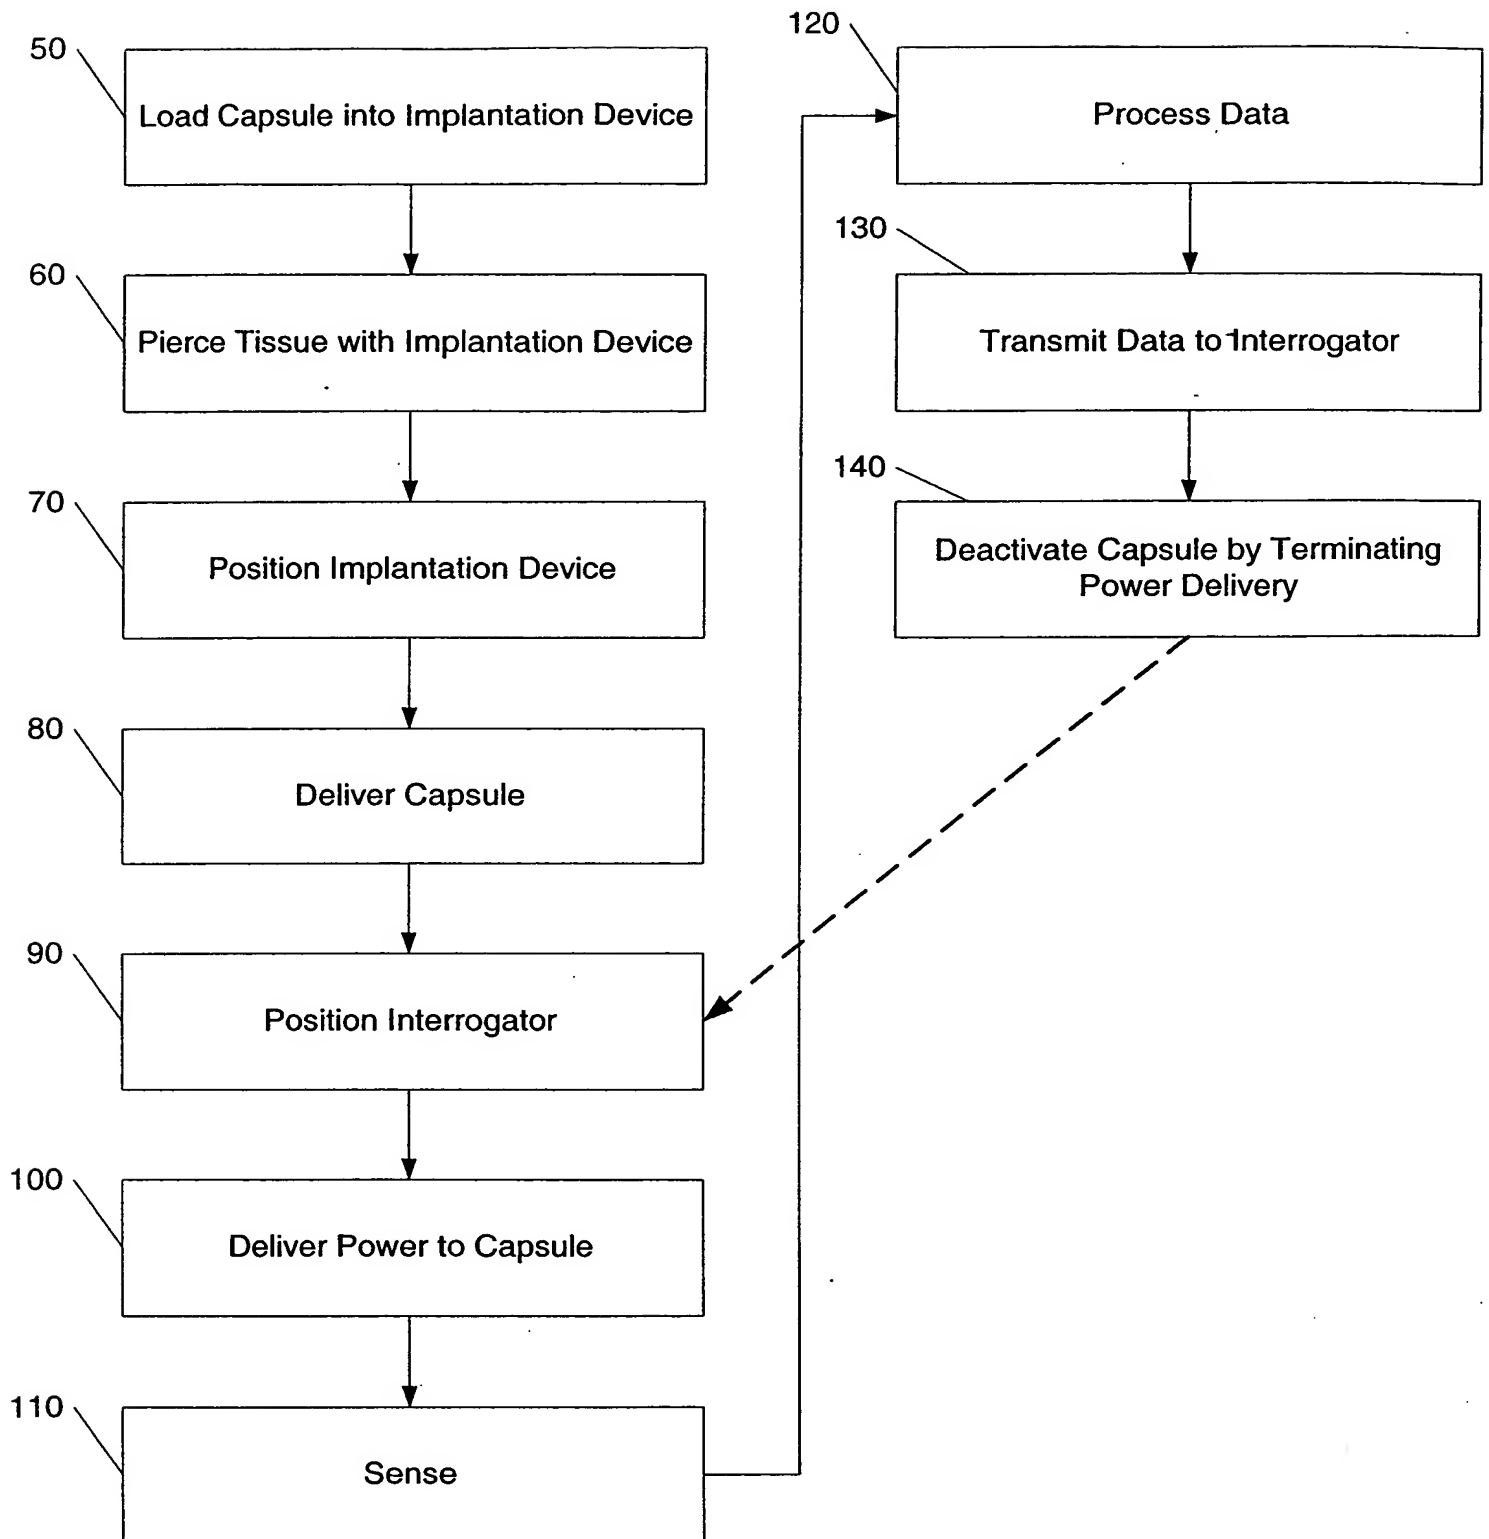 50
Load Capsule into Implantation Device
60
Pierce Tissue with Implantation Device
70
Position Implantation Device
80
Deliver Capsule
90
Position Interrogator
100
Deliver Power to Capsule
110
Sense
120
Process Data
130
Transmit Data to Interrogator
140
Deactivate Capsule by Terminating
Power Delivery